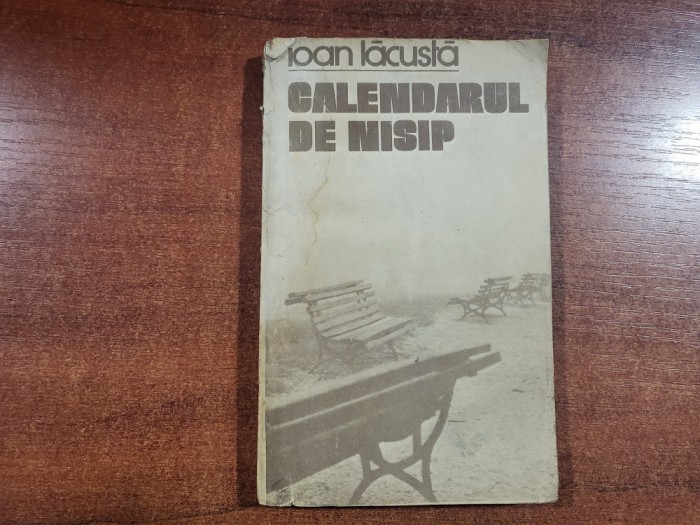 ioan lăcustă
CALENDARUL
DE NISIP